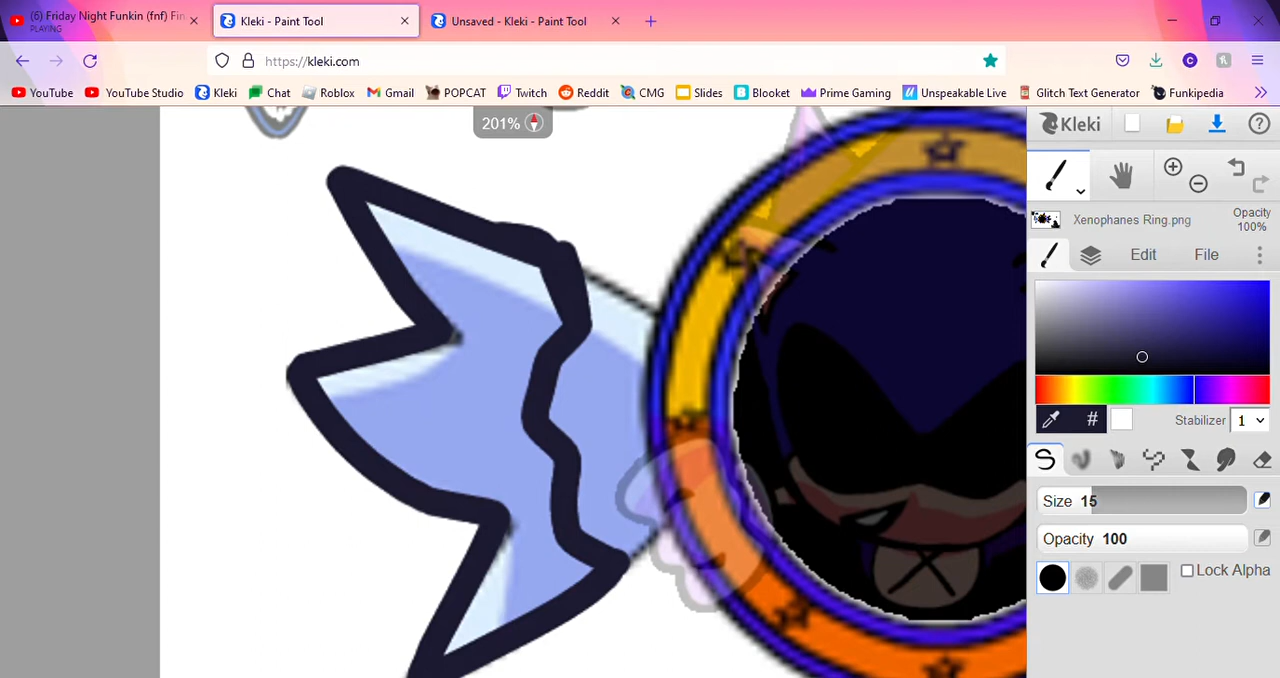 (6) Friday Night Funkin (fnf) Fin
PLAYING
Kleki - Paint Tool
Unsaved - Kleki - Paint Tool
https://kleki.com
YouTube YouTube Studio Kleki Chat Roblox Gmail POPCAT Twitch Reddit CMG Slides Blooket Prime Gaming Unspeakable Live Glitch Text Generator Funkipedia
201%
Kleki
Xenophanes Ring.png
Opacity
100%
Edit File
# Stabilizer 1
Size 15
Opacity 100
Lock Alpha